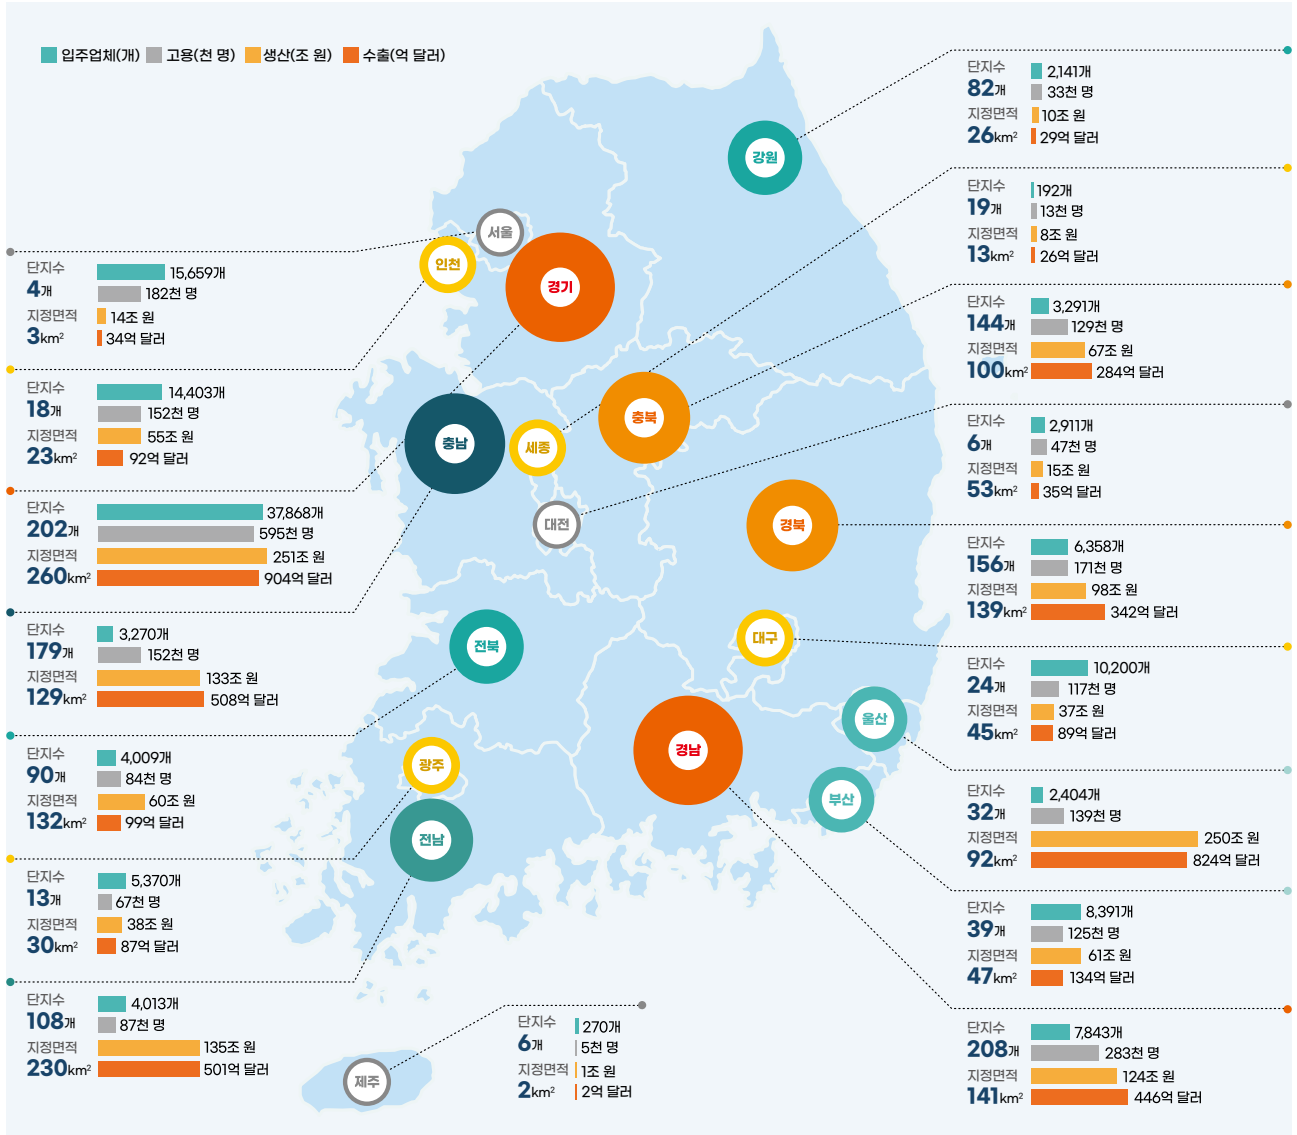 입주업체(개) 고용(천 명) 생산(조 원) 수출(억 달러)
강원
서울
인천
경기
충남
세종
충북
대전
경북
전북
대구
울산
경남
부산
광주
전남
제주
단지수
4개
지정면적
3km²
15,659개
182천 명
14조 원
34억 달러
단지수
18개
지정면적
23km²
14,403개
152천 명
55조 원
92억 달러
단지수
202개
지정면적
260km²
37,868개
595천 명
251조 원
904억 달러
단지수
179개
지정면적
129km²
3,270개
152천 명
133조 원
508억 달러
단지수
90개
지정면적
132km²
4,009개
84천 명
60조 원
99억 달러
단지수
13개
지정면적
30km²
5,370개
67천 명
38조 원
87억 달러
단지수
108개
지정면적
230km²
4,013개
87천 명
135조 원
501억 달러
단지수
6개
지정면적
2km²
270개
5천 명
1조 원
2억 달러
단지수
82개
지정면적
26km²
2,141개
33천 명
10조 원
29억 달러
단지수
19개
지정면적
13km²
192개
13천 명
8조 원
26억 달러
단지수
144개
지정면적
100km²
3,291개
129천 명
67조 원
284억 달러
단지수
6개
지정면적
53km²
2,911개
47천 명
15조 원
35억 달러
단지수
156개
지정면적
139km²
6,358개
171천 명
98조 원
342억 달러
단지수
24개
지정면적
45km²
10,200개
117천 명
37조 원
89억 달러
단지수
32개
지정면적
92km²
2,404개
139천 명
250조 원
824억 달러
단지수
39개
지정면적
47km²
8,391개
125천 명
61조 원
134억 달러
단지수
208개
지정면적
141km²
7,843개
283천 명
124조 원
446억 달러